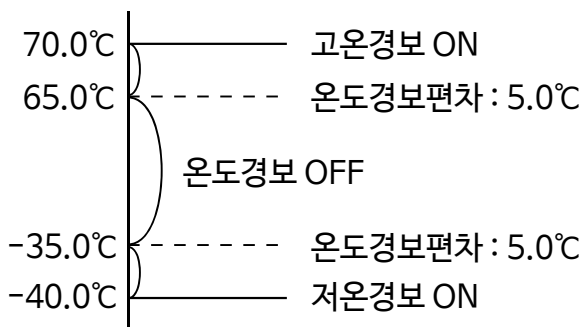 70.0℃ 고온경보 ON
65.0℃ 온도경보편차 : 5.0℃
온도경보 OFF
-35.0℃ 온도경보편차 : 5.0℃
-40.0℃ 저온경보 ON